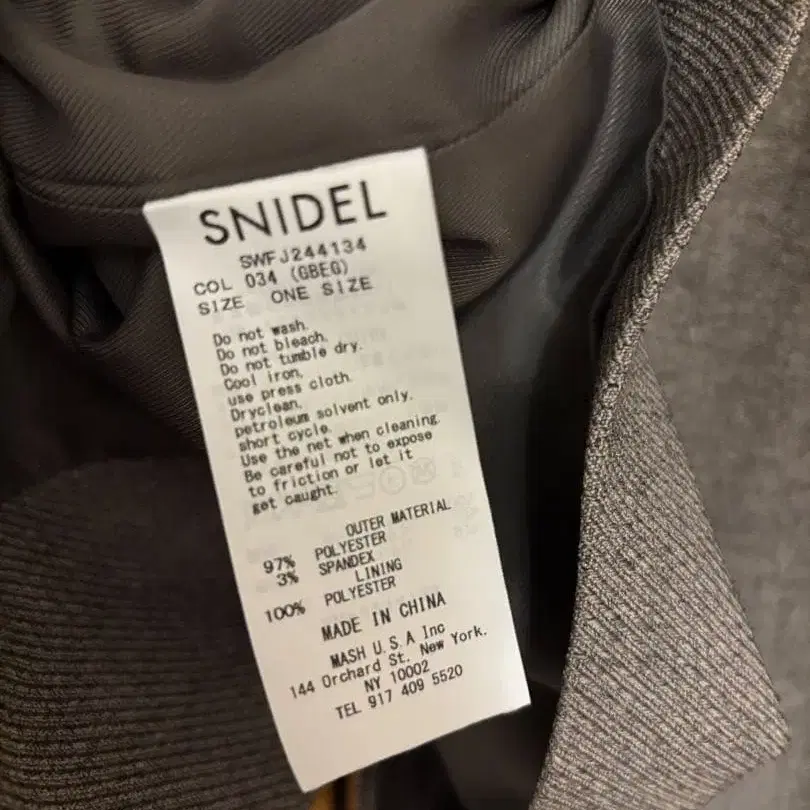 SNIDEL
SWFJ244134
COL 034 (GBEG)
SIZE ONE SIZE
Do not wash.
Do not bleach.
Do not tumble dry.
Cool iron.
use press cloth.
Dryclean.
petroleum solvent only.
short cycle.
Use the net when cleaning.
Be careful not to expose
to friction or let it
get caught.
OUTER MATERIAL
97% POLYESTER
3% SPANDEX
LINING
100% POLYESTER
MADE IN CHINA
MASH U.S.A Inc
144 Orchard St. New York.
NY 10002
TEL 917 409 5520